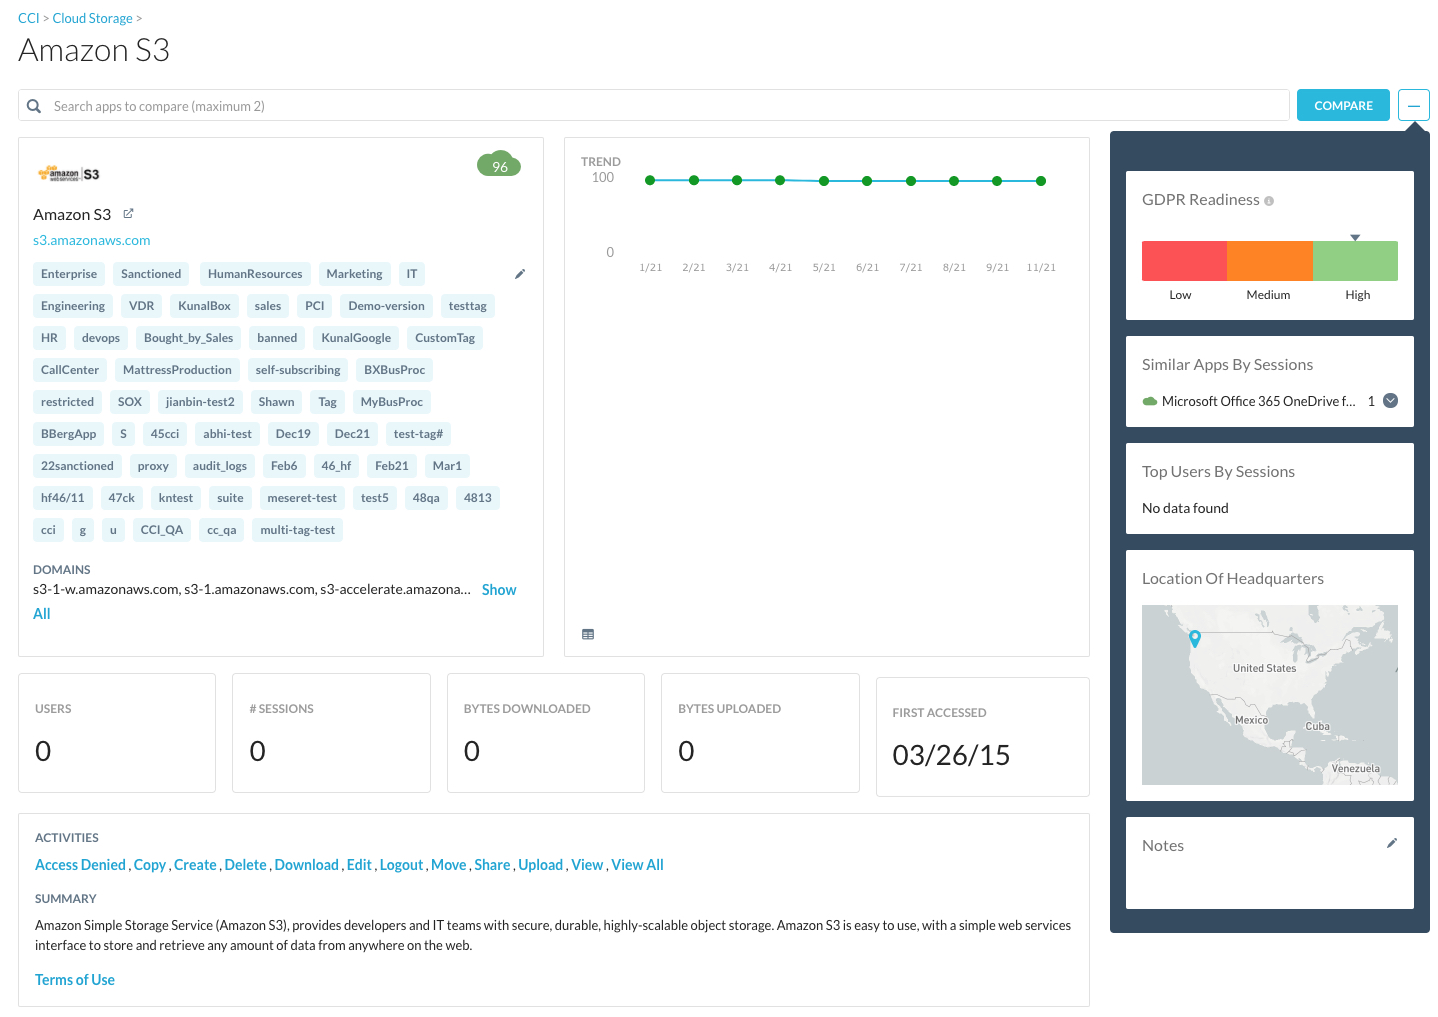 CCI > Cloud Storage >
Amazon S3
Search apps to compare (maximum 2)
COMPARE
amazon web services S3
96
Amazon S3
s3.amazonaws.com
Enterprise Sanctioned HumanResources Marketing IT
Engineering VDR KunalBox sales PCI Demo-version testtag
HR devops Bought_by_Sales banned KunalGoogle CustomTag
CallCenter MattressProduction self-subscribing BXBusProc
restricted SOX jianbin-test2 Shawn Tag MyBusProc
BBergApp S 45cci abhi-test Dec19 Dec21 test-tag#
22sanctioned proxy audit_logs Feb6 46_hf Feb21 Mar1
hf46/11 47ck kntest suite meseret-test test5 48qa 4813
cci g u CCI_QA cc_qa multi-tag-test
DOMAINS
s3-1-w.amazonaws.com, s3-1.amazonaws.com, s3-accelerate.amazona... Show
All
TREND
100
0
1/21 2/21 3/21 4/21 5/21 6/21 7/21 8/21 9/21 11/21
USERS
0
# SESSIONS
0
BYTES DOWNLOADED
0
BYTES UPLOADED
0
FIRST ACCESSED
03/26/15
ACTIVITIES
Access Denied , Copy , Create , Delete , Download , Edit , Logout , Move , Share , Upload , View , View All
SUMMARY
Amazon Simple Storage Service (Amazon S3), provides developers and IT teams with secure, durable, highly-scalable object storage. Amazon S3 is easy to use, with a simple web services
interface to store and retrieve any amount of data from anywhere on the web.
Terms of Use
GDPR Readiness
Low Medium High
Similar Apps By Sessions
Microsoft Office 365 OneDrive f... 1
Top Users By Sessions
No data found
Location Of Headquarters
United States
Mexico
Cuba
Venezuela
Notes